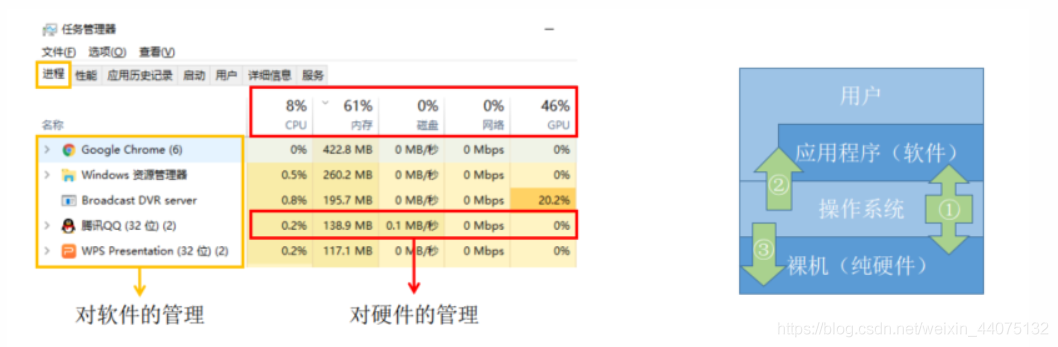 任务管理器
文件(F) 选项(O) 查看(V)
进程 性能 应用历史记录 启动 用户 详细信息 服务
8% 61% 0% 0% 46%
名称 CPU 内存 磁盘 网络 GPU
Google Chrome (6) 0% 422.8 MB 0 MB/秒 0 Mbps 0%
Windows 资源管理器 0.5% 260.2 MB 0 MB/秒 0 Mbps 0%
Broadcast DVR server 0.8% 195.7 MB 0 MB/秒 0 Mbps 20.2%
腾讯QQ (32 位) (2) 0.2% 138.9 MB 0.1 MB/秒 0 Mbps 0%
WPS Presentation (32 位) (2) 0.2% 117.1 MB 0 MB/秒 0 Mbps 0%
对软件的管理
对硬件的管理
用户
应用程序（软件）
②
操作系统
①
③
裸机（纯硬件）
https://blog.csdn.net/weixin_44075132